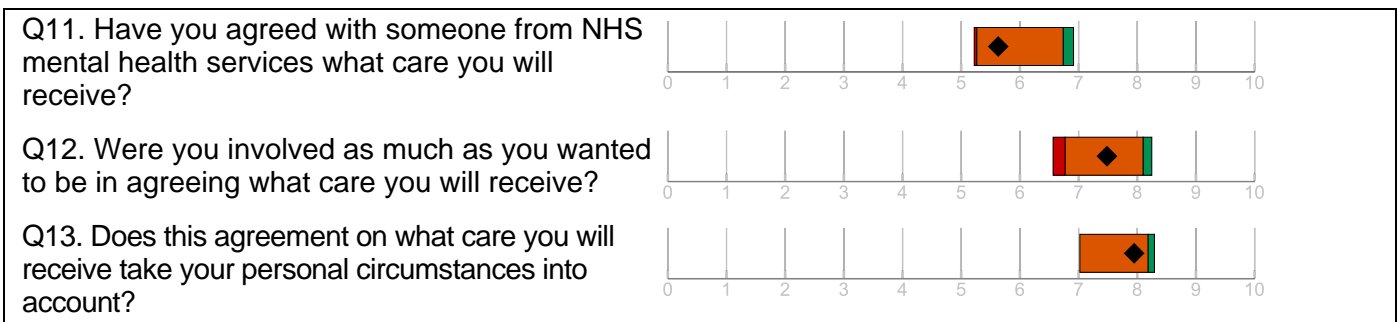 Q11. Have you agreed with someone from NHS
mental health services what care you will
receive?
0 1 2 3 4 5 6 7 8 9 10
Q12. Were you involved as much as you wanted
to be in agreeing what care you will receive?
0 1 2 3 4 5 6 7 8 9 10
Q13. Does this agreement on what care you will
receive take your personal circumstances into
account?
0 1 2 3 4 5 6 7 8 9 10